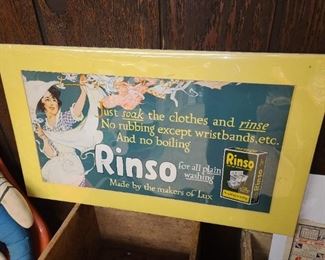 Just soak the clothes and rinse
No rubbing except wristbands, etc.
And no boiling
Rinso
for all plain
washing
Made by the makers of Lux
Rinso